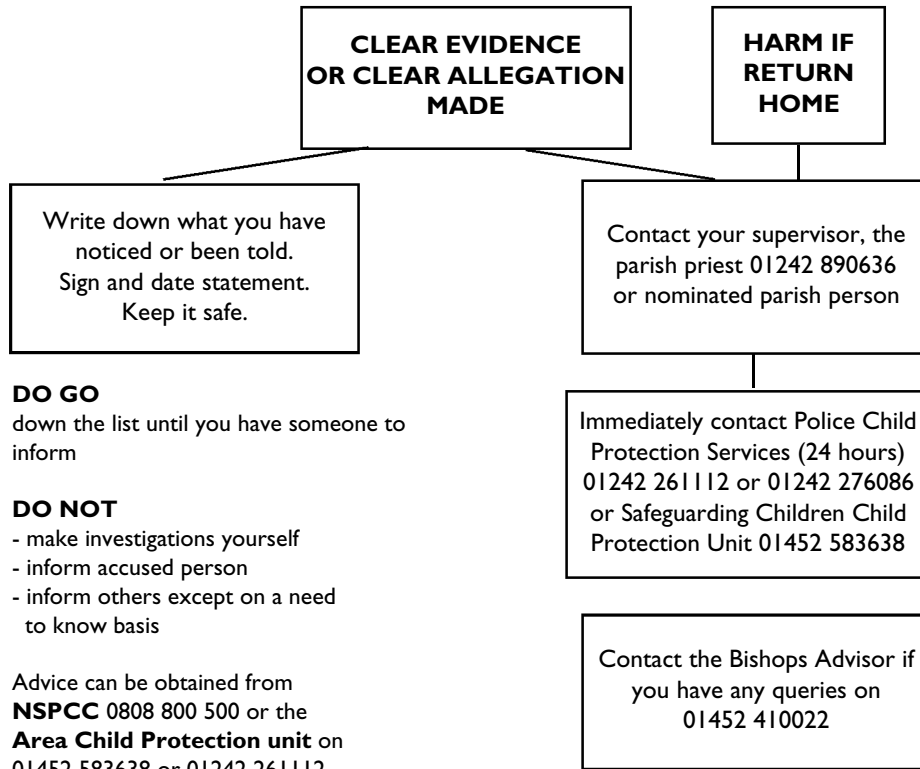 CLEAR EVIDENCE
OR CLEAR ALLEGATION
MADE
HARM IF
RETURN
HOME
Write down what you have
noticed or been told.
Sign and date statement.
Keep it safe.
Contact your supervisor, the
parish priest 01242 890636
or nominated parish person
DO GO
down the list until you have someone to
inform
DO NOT
- make investigations yourself
- inform accused person
- inform others except on a need
to know basis
Advice can be obtained from
NSPCC 0808 800 500 or the
Area Child Protection unit on
01452 583638 or 01242 261112
Immediately contact Police Child
Protection Services (24 hours)
01242 261112 or 01242 276086
or Safeguarding Children Child
Protection Unit 01452 583638
Contact the Bishops Advisor if
you have any queries on
01452 410022